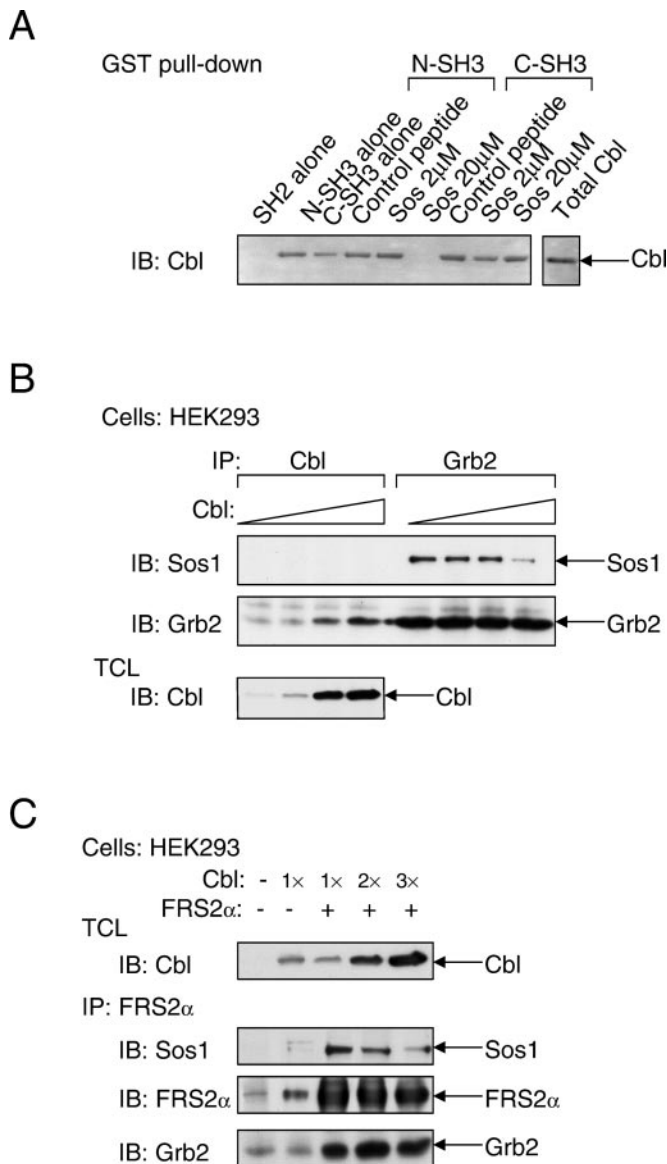 A
GST pull-down
N-SH3
C-SH3
SH2 alone
N-SH3 alone
C-SH3 alone
Control peptide
Sos 2μM
Sos 20μM
Control peptide
Sos 2μM
Sos 20μM
Total Cbl
IB: Cbl
Cbl
B
Cells: HEK293
IP: Cbl Grb2
Cbl:
IB: Sos1 Sos1
IB: Grb2 Grb2
TCL
IB: Cbl Cbl
C
Cells: HEK293
Cbl: - 1× 1× 2× 3×
FRS2α: - - + + +
TCL
IB: Cbl Cbl
IP: FRS2α
IB: Sos1 Sos1
IB: FRS2α FRS2α
IB: Grb2 Grb2